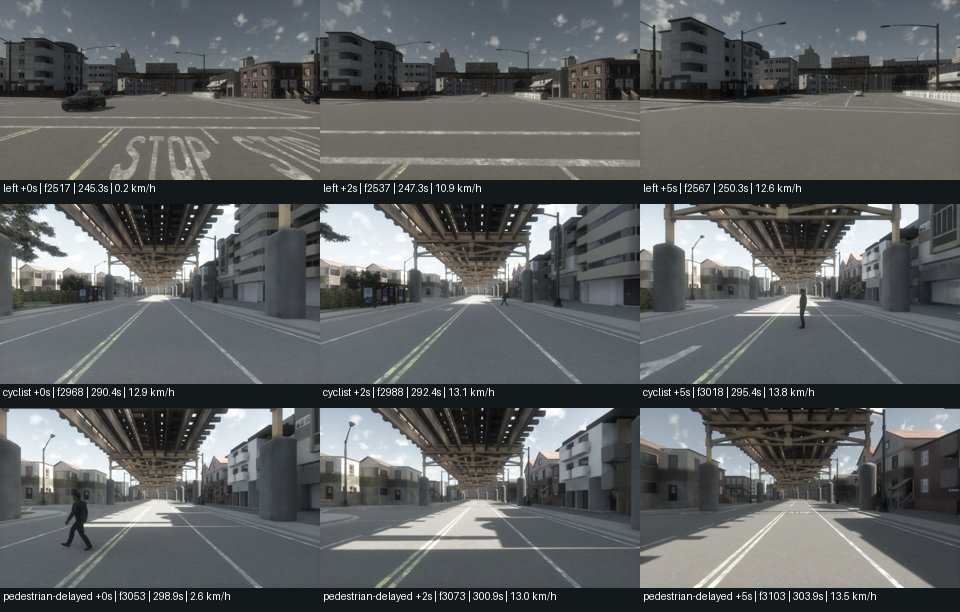 STOP
left +0s | f2517 | 245.3s | 0.2 km/h
left +2s | f2537 | 247.3s | 10.9 km/h
left +5s | f2567 | 250.3s | 12.6 km/h
cyclist +0s | f2968 | 290.4s | 12.9 km/h
cyclist +2s | f2988 | 292.4s | 13.1 km/h
cyclist +5s | f3018 | 295.4s | 13.8 km/h
pedestrian-delayed +0s | f3053 | 298.9s | 2.6 km/h
pedestrian-delayed +2s | f3073 | 300.9s | 13.0 km/h
pedestrian-delayed +5s | f3103 | 303.9s | 13.5 km/h